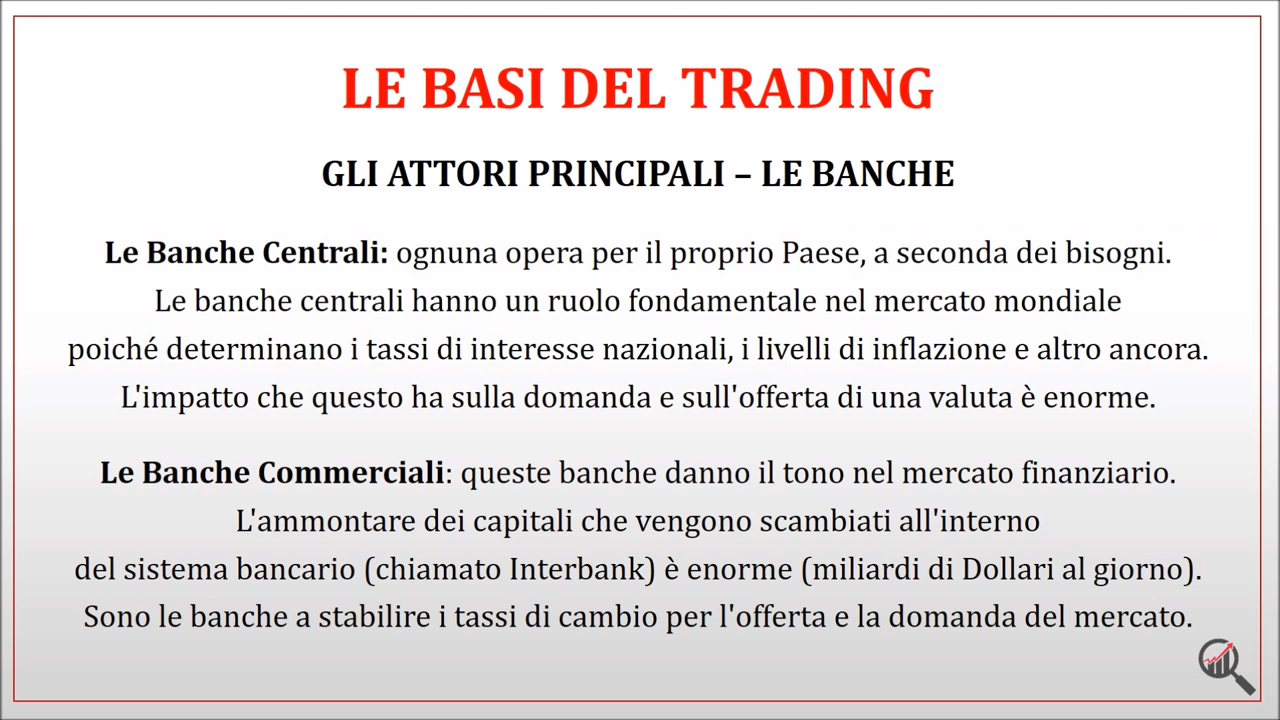 LE BASI DEL TRADING
GLI ATTORI PRINCIPALI – LE BANCHE
Le Banche Centrali: ognuna opera per il proprio Paese, a seconda dei bisogni.
Le banche centrali hanno un ruolo fondamentale nel mercato mondiale
poiché determinano i tassi di interesse nazionali, i livelli di inflazione e altro ancora.
L'impatto che questo ha sulla domanda e sull'offerta di una valuta è enorme.
Le Banche Commerciali: queste banche danno il tono nel mercato finanziario.
L'ammontare dei capitali che vengono scambiati all'interno
del sistema bancario (chiamato Interbank) è enorme (miliardi di Dollari al giorno).
Sono le banche a stabilire i tassi di cambio per l'offerta e la domanda del mercato.